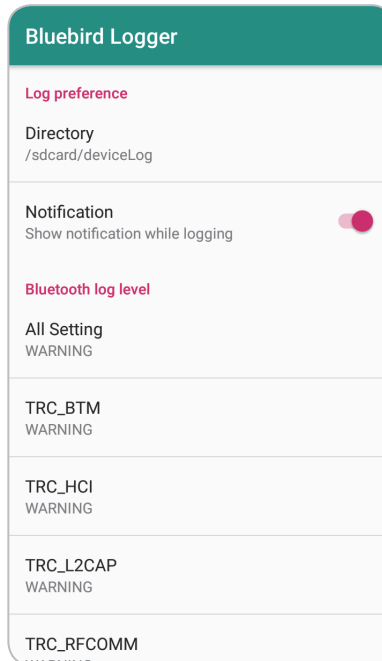 Bluebird Logger
Log preference
Directory
/sdcard/deviceLog
Notification
Show notification while logging
Bluetooth log level
All Setting
WARNING
TRC_BTM
WARNING
TRC_HCI
WARNING
TRC_L2CAP
WARNING
TRC_RFCOMM